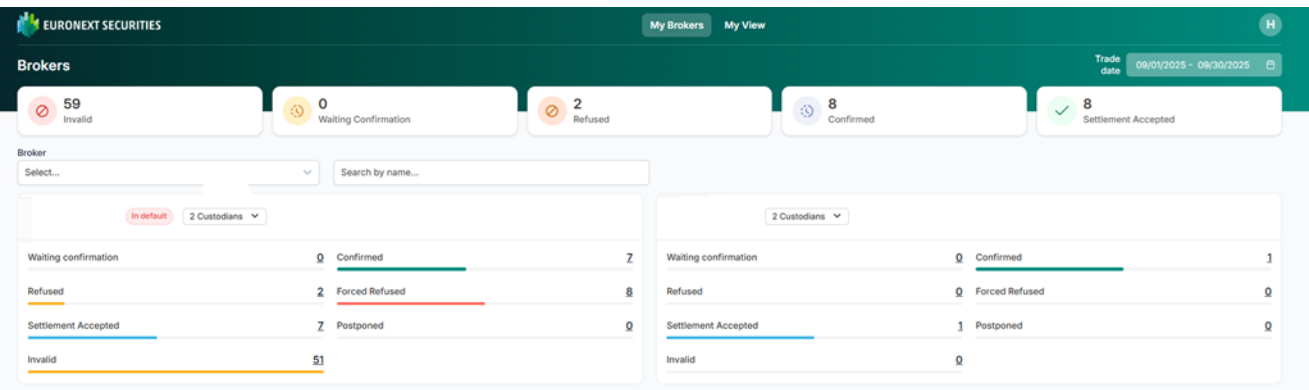 EURONEXT SECURITIES
My Brokers
My View
H
Brokers
Trade
date
09/01/2025 - 09/30/2025
59
Invalid
0
Waiting Confirmation
2
Refused
8
Confirmed
8
Settlement Accepted
Broker
Select...
Search by name...
In default
2 Custodians
Waiting confirmation 0 Confirmed 7
Refused 2 Forced Refused 8
Settlement Accepted 7 Postponed 0
Invalid 51
2 Custodians
Waiting confirmation 0 Confirmed 1
Refused 0 Forced Refused 0
Settlement Accepted 1 Postponed 0
Invalid 0